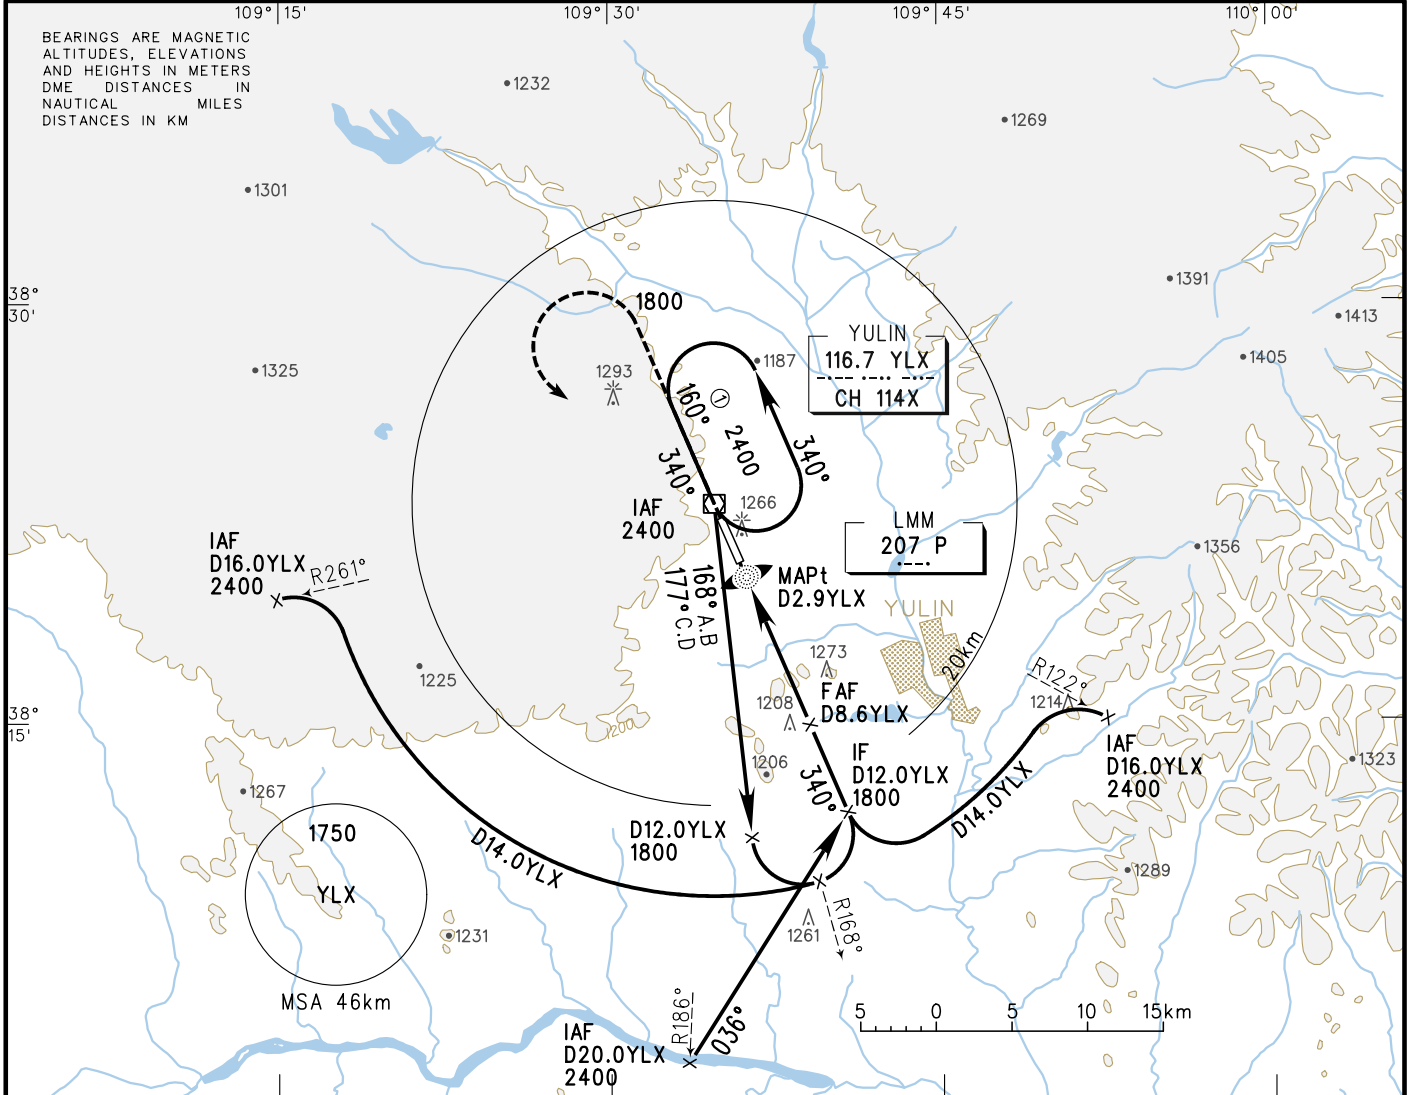 109° 15'
109° 30'
109° 45'
110° 00'
BEARINGS ARE MAGNETIC
ALTITUDES, ELEVATIONS
AND HEIGHTS IN METERS
DME DISTANCES IN
NAUTICAL MILES
DISTANCES IN KM
1232
1269
1301
1391
38°
30'
1800
1413
YULIN
116.7 YLX
CH 114X
1187
1405
1325
1293
160°
1
2400
340°
340°
1266
IAF
2400
LMM
207 P
IAF
D16.0YLX
2400
R261°
1356
168° A.B
177° C.D
MAPt
D2.9YLX
YULIN
20km
1273
1225
R122°
1214
FAF
D8.6YLX
1208
38°
15'
1200
IF
D12.0YLX
1800
IAF
D16.0YLX
2400
1206
340°
1323
1267
1750
D12.0YLX
1800
D14.0YLX
D14.0YLX
1289
YLX
R168°
1261
1231
MSA 46km
R186°
036°
5 0 5 10 15km
IAF
D20.0YLX
2400